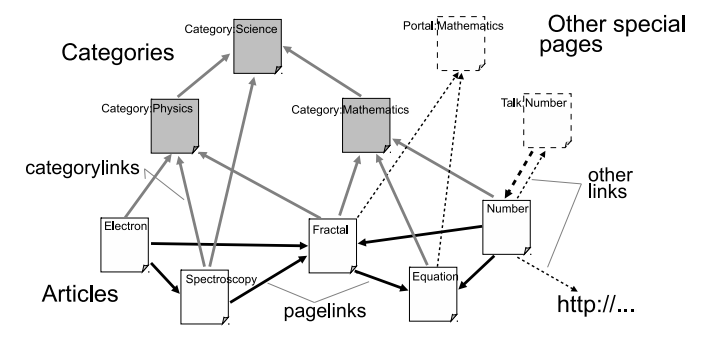 Category:Science
Portal:Mathematics
Other special
pages
Categories
Category:Physics
Category:Mathematics
Talk:Number
categorylinks
other
links
Electron
Fractal
Number
Spectroscopy
Equation
Articles
pagelinks
http://...